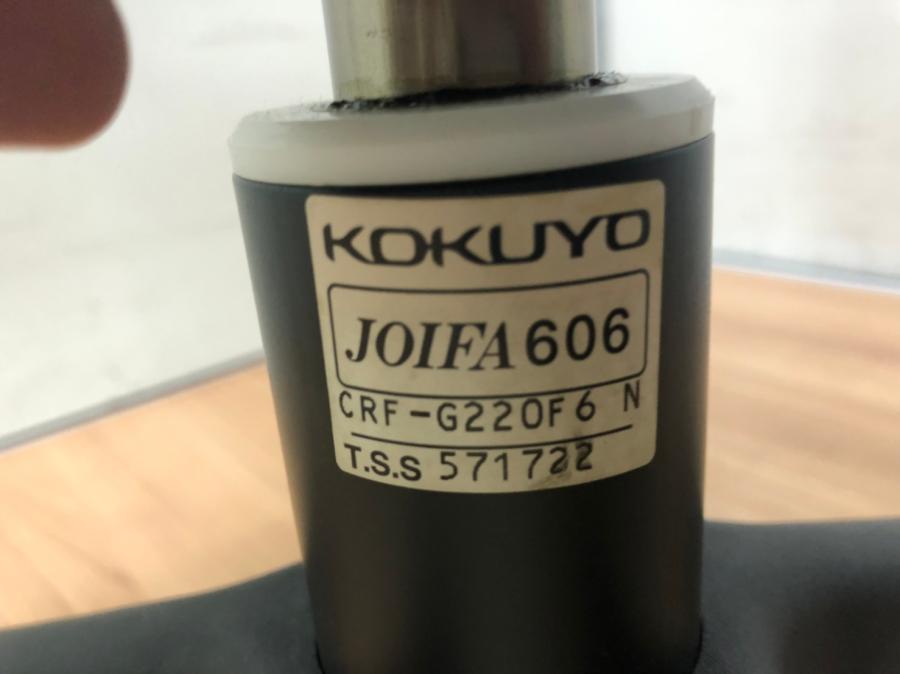 KOKUYO
JOIFA 606
CRF-G220F6 N
T.S.S 571722